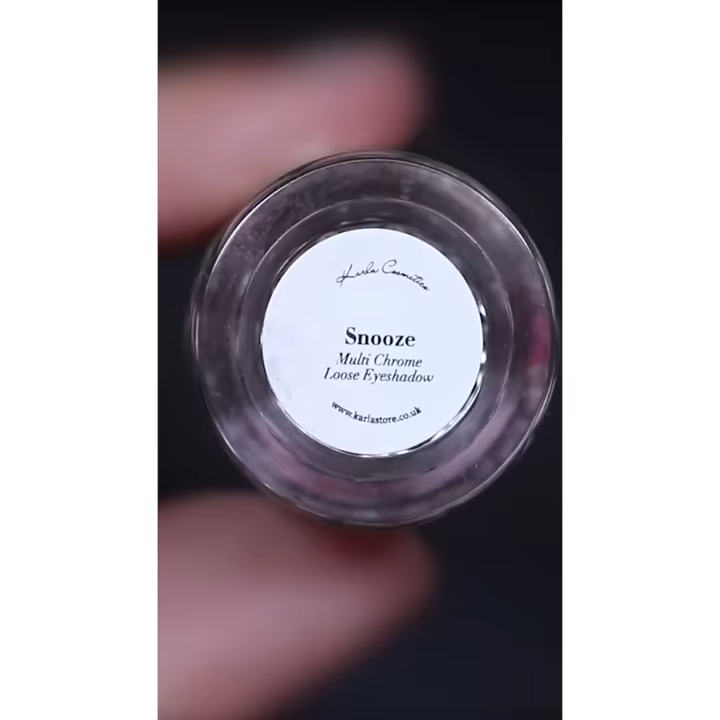 Karla Cosmetics
Snooze
Multi Chrome
Loose Eyeshadow
www.karlastore.co.uk